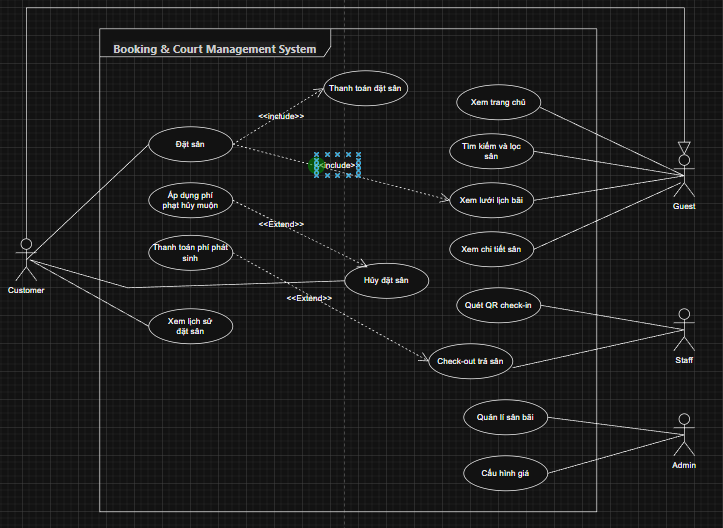 Booking & Court Management System
Thanh toán đặt sân
<<include>>
Đặt sân
<<include>>
Xem trang chủ
Tìm kiếm và lọc
sân
Xem lưới lịch bãi
Guest
Áp dụng phí
phạt hủy muộn
<<Extend>>
Thanh toán phí phát
sinh
Xem chi tiết sân
Customer
Hủy đặt sân
<<Extend>>
Quét QR check-in
Xem lịch sử
đặt sân
Check-out trả sân
Staff
Quản lí sân bãi
Admin
Cấu hình giá